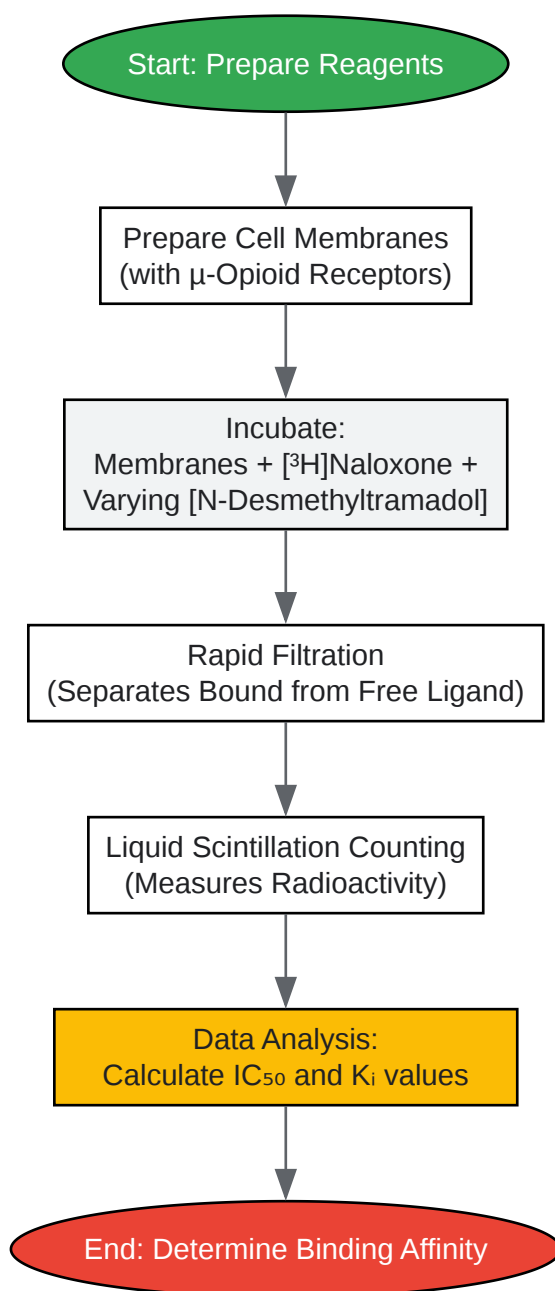 Start: Prepare Reagents
Prepare Cell Membranes
(with µ-Opioid Receptors)
Incubate:
Membranes + [³H]Naloxone +
Varying [N-Desmethyltramadol]
Rapid Filtration
(Separates Bound from Free Ligand)
Liquid Scintillation Counting
(Measures Radioactivity)
Data Analysis:
Calculate IC₅₀ and Kᵢ values
End: Determine Binding Affinity